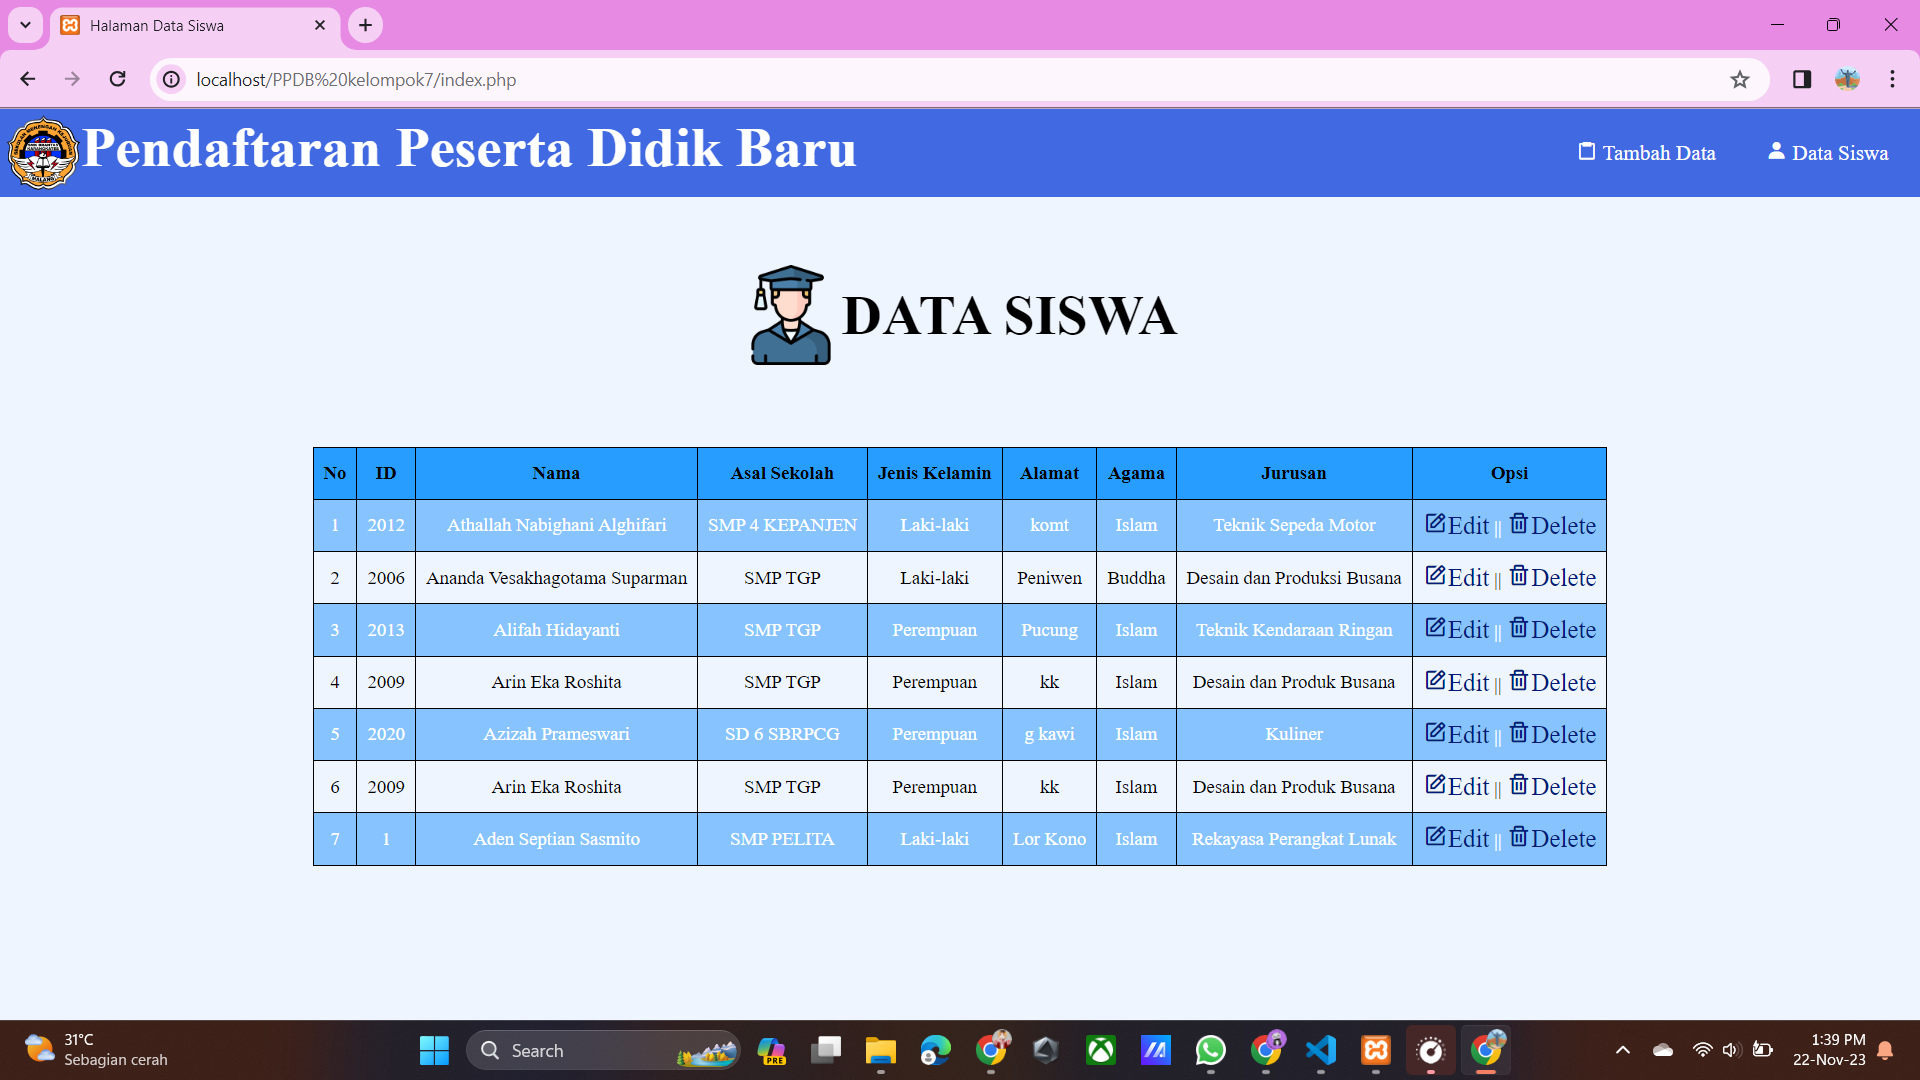 Halaman Data Siswa
localhost/PPDB%20kelompok7/index.php
Pendaftaran Peserta Didik Baru
Tambah Data Data Siswa
MALANG
DATA SISWA
No ID Nama Asal Sekolah Jenis Kelamin Alamat Agama Jurusan Opsi
1 2012 Athallah Nabighani Alghifari SMP 4 KEPANJEN Laki-laki komt Islam Teknik Sepeda Motor Edit || Delete
2 2006 Ananda Vesakhagotama Suparman SMP TGP Laki-laki Peniwen Buddha Desain dan Produksi Busana Edit || Delete
3 2013 Alifah Hidayanti SMP TGP Perempuan Pucung Islam Teknik Kendaraan Ringan Edit || Delete
4 2009 Arin Eka Roshita SMP TGP Perempuan kk Islam Desain dan Produk Busana Edit || Delete
5 2020 Azizah Prameswari SD 6 SBRPCG Perempuan g kawi Islam Kuliner Edit || Delete
6 2009 Arin Eka Roshita SMP TGP Perempuan kk Islam Desain dan Produk Busana Edit || Delete
7 1 Aden Septian Sasmito SMP PELITA Laki-laki Lor Kono Islam Rekayasa Perangkat Lunak Edit || Delete
31°C
Sebagian cerah
Search
PRE
1:39 PM
22-Nov-23